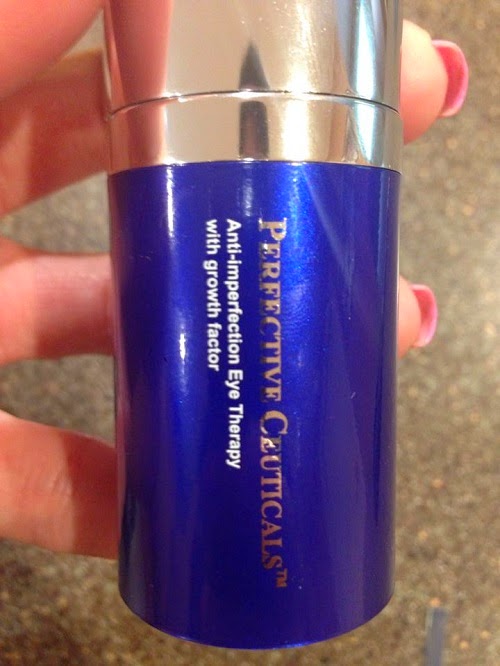 PERFECTIVE CEUTICALS™
Anti-imperfection Eye Therapy
with growth factor